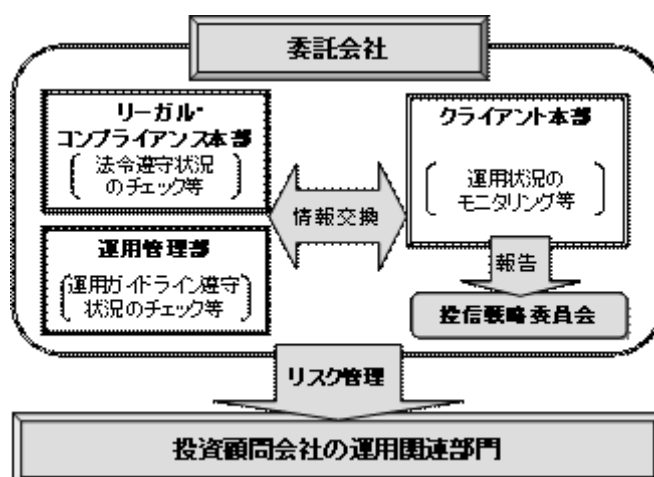 委託会社
リーガル・
コンプライアンス本部
法令遵守状況
のチェック等
運用管理部
運用ガイドライン遵守
状況のチェック等
情報交換
クライアント本部
運用状況の
モニタリング等
報告
投信戦略委員会
リスク管理
投資顧問会社の運用関連部門